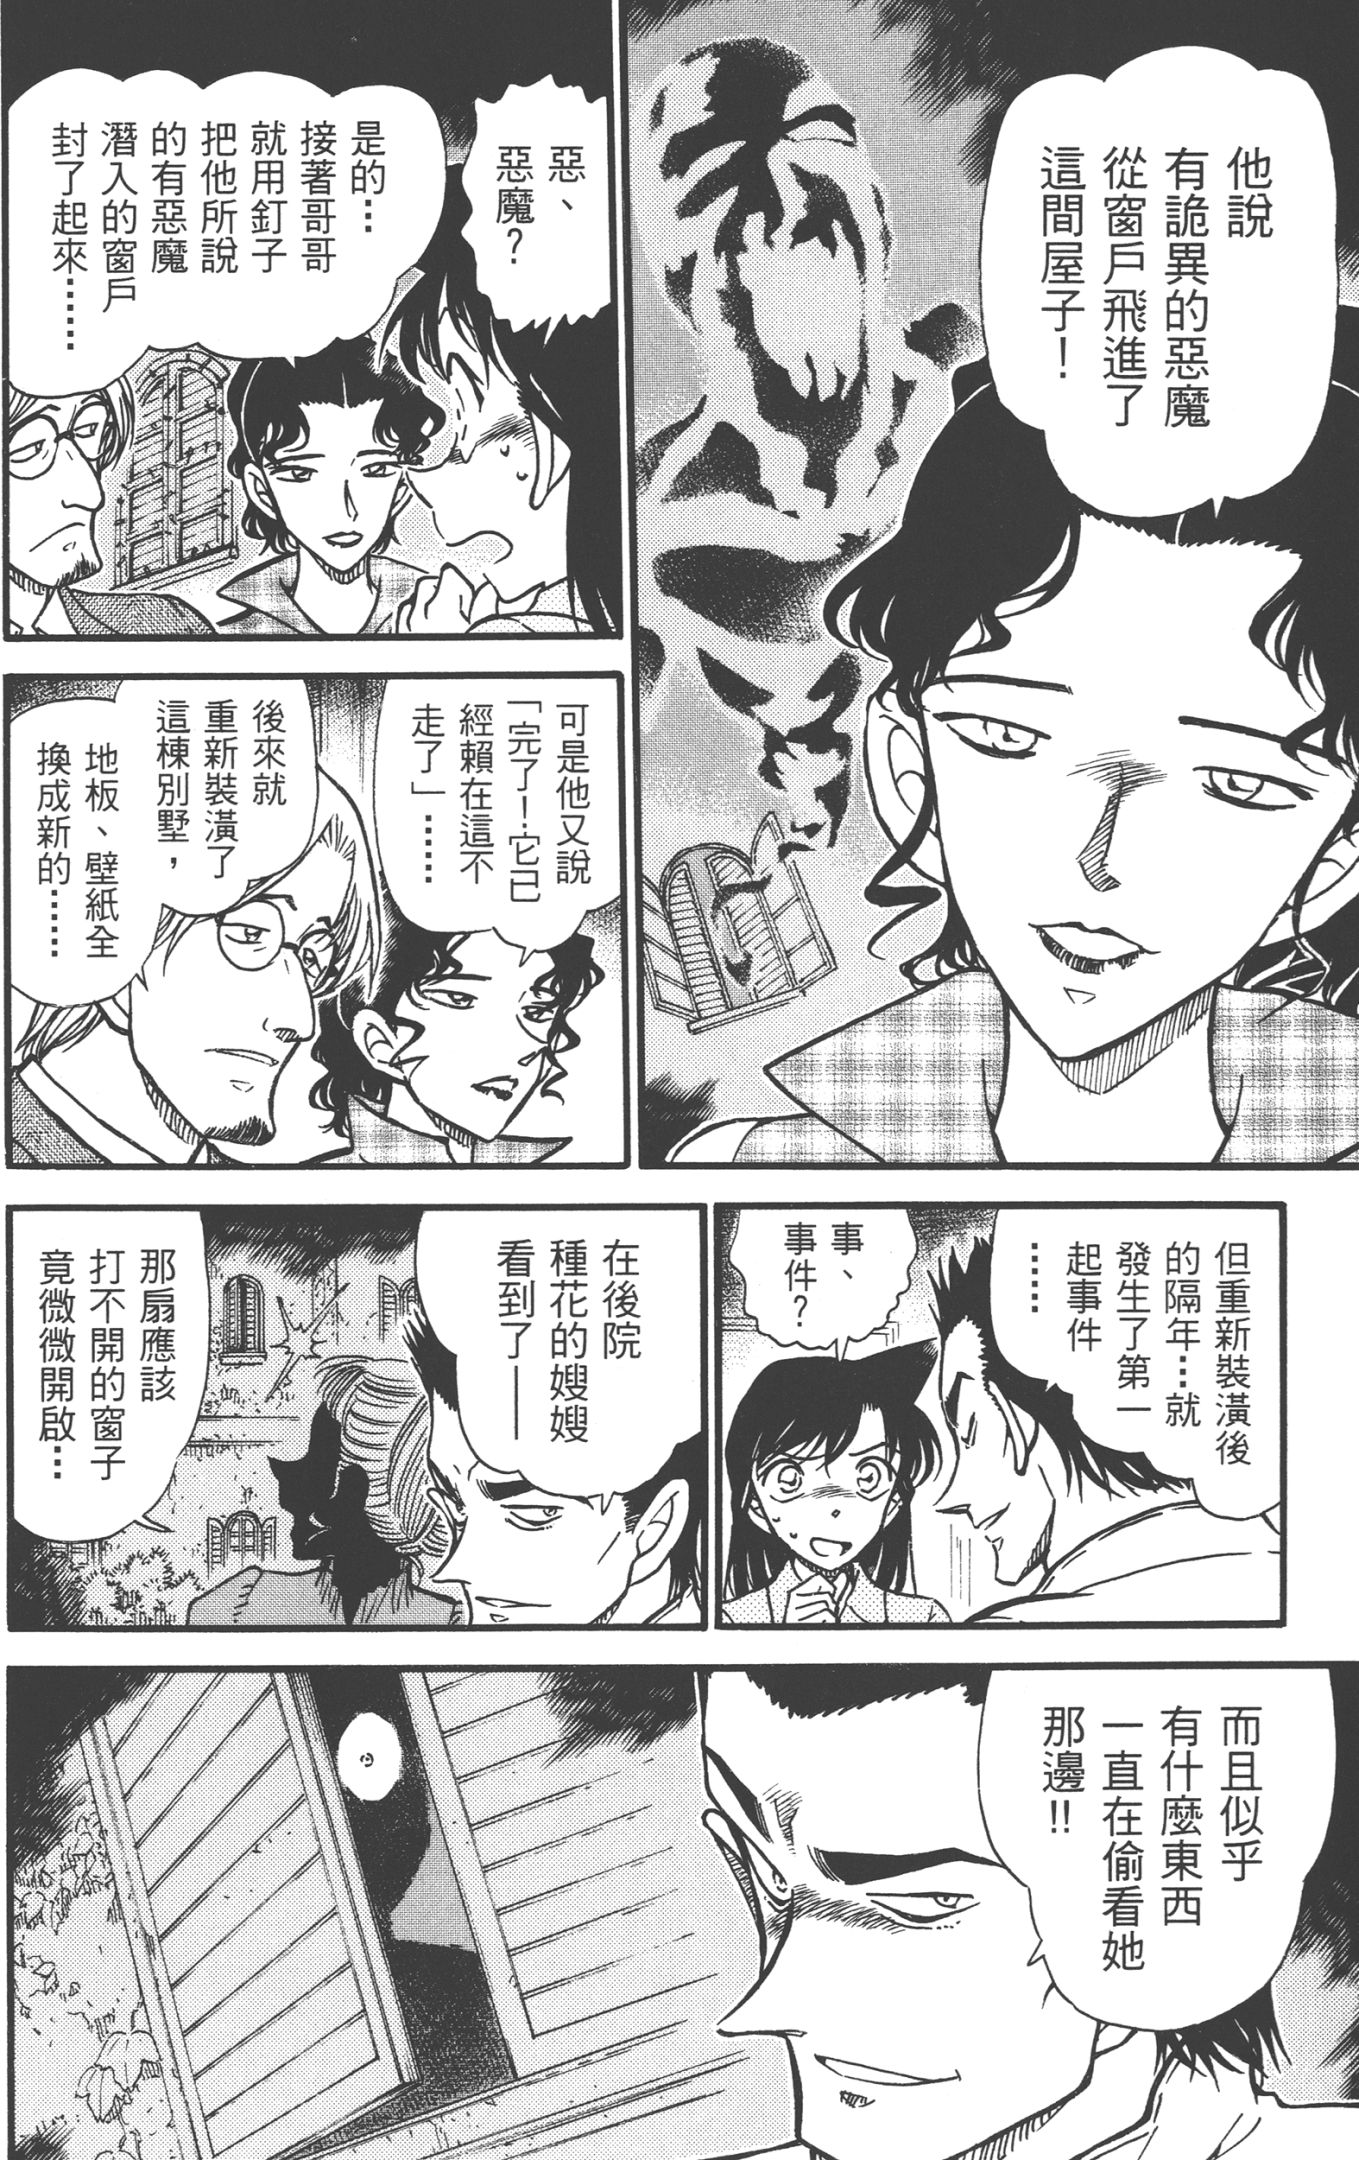 他說
有詭異的惡魔
從窗戶飛進了
這間屋子！
惡、
惡魔？
是的…
接著哥哥
就用釘子
把他所說
的有惡魔
潛入的窗戶
封了起來……
可是他又說
「完了！它已
經賴在這不
走了」……
後來就
重新裝潢了
這棟別墅，
地板、壁紙全
換成新的……
但重新裝潢後
的隔年…就
發生了第一
起事件
……
事、
事件？
在後院
種花的嫂嫂
看到了——
那扇應該
打不開的窗子
竟微微開啟…
而且似乎
有什麼東西
一直在偷看她
那邊!!